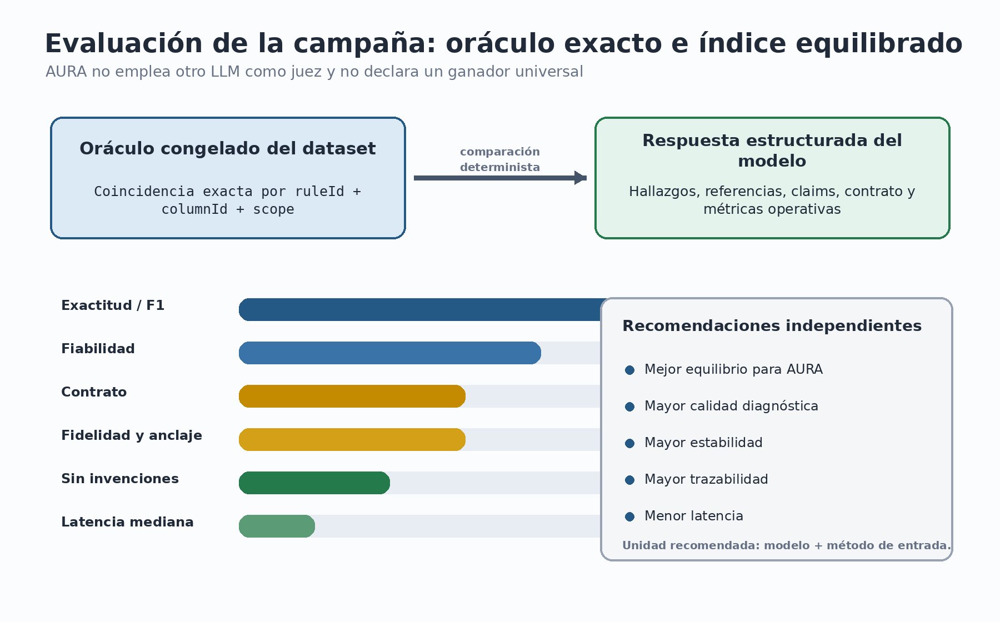 Evaluación de la campaña: oráculo exacto e índice equilibrado
AURA no emplea otro LLM como juez y no declara un ganador universal
Oráculo congelado del dataset
Coincidencia exacta por ruleId +
columnId + scope
comparación
determinista
Respuesta estructurada del
modelo
Hallazgos, referencias, claims, contrato y
métricas operativas
Exactitud / F1
Fiabilidad
Contrato
Fidelidad y anclaje
Sin invenciones
Latencia mediana
Recomendaciones independientes
Mejor equilibrio para AURA
Mayor calidad diagnóstica
Mayor estabilidad
Mayor trazabilidad
Menor latencia
Unidad recomendada: modelo + método de entrada.